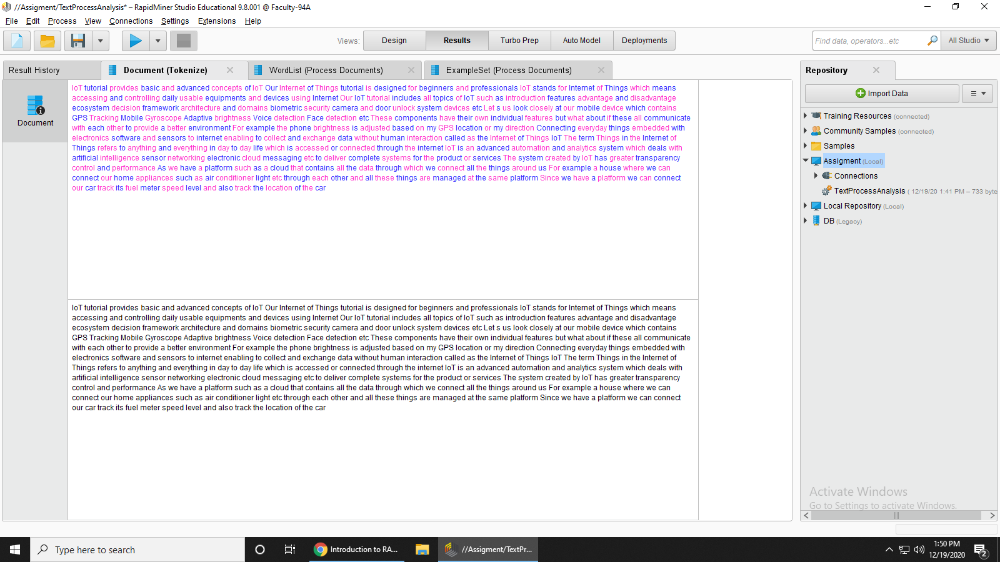 //Assigment/TextProcessAnalysis* – RapidMiner Studio Educational 9.8.001 @ Faculty-94A
File Edit Process View Connections Settings Extensions Help
Views: Design Results Turbo Prep Auto Model Deployments
Find data, operators...etc
All Studio
Result History
Document (Tokenize)
WordList (Process Documents)
ExampleSet (Process Documents)
Repository
Document
IoT tutorial provides basic and advanced concepts of IoT Our Internet of Things tutorial is designed for beginners and professionals IoT stands for Internet of Things which means
accessing and controlling daily usable equipments and devices using Internet Our IoT tutorial includes all topics of IoT such as introduction features advantage and disadvantage
ecosystem decision framework architecture and domains biometric security camera and door unlock system devices etc Let s us look closely at our mobile device which contains
GPS Tracking Mobile Gyroscope Adaptive brightness Voice detection Face detection etc These components have their own individual features but what about if these all communicate
with each other to provide a better environment For example the phone brightness is adjusted based on my GPS location or my direction Connecting everyday things embedded with
electronics software and sensors to internet enabling to collect and exchange data without human interaction called as the Internet of Things IoT The term Things in the Internet of
Things refers to anything and everything in day to day life which is accessed or connected through the internet IoT is an advanced automation and analytics system which deals with
artificial intelligence sensor networking electronic cloud messaging etc to deliver complete systems for the product or services The system created by IoT has greater transparency
control and performance As we have a platform such as a cloud that contains all the data through which we connect all the things around us For example a house where we can
connect our home appliances such as air conditioner light etc through each other and all these things are managed at the same platform Since we have a platform we can connect
our car track its fuel meter speed level and also track the location of the car
IoT tutorial provides basic and advanced concepts of IoT Our Internet of Things tutorial is designed for beginners and professionals IoT stands for Internet of Things which means
accessing and controlling daily usable equipments and devices using Internet Our IoT tutorial includes all topics of IoT such as introduction features advantage and disadvantage
ecosystem decision framework architecture and domains biometric security camera and door unlock system devices etc Let s us look closely at our mobile device which contains
GPS Tracking Mobile Gyroscope Adaptive brightness Voice detection Face detection etc These components have their own individual features but what about if these all communicate
with each other to provide a better environment For example the phone brightness is adjusted based on my GPS location or my direction Connecting everyday things embedded with
electronics software and sensors to internet enabling to collect and exchange data without human interaction called as the Internet of Things IoT The term Things in the Internet of
Things refers to anything and everything in day to day life which is accessed or connected through the internet IoT is an advanced automation and analytics system which deals with
artificial intelligence sensor networking electronic cloud messaging etc to deliver complete systems for the product or services The system created by IoT has greater transparency
control and performance As we have a platform such as a cloud that contains all the data through which we connect all the things around us For example a house where we can
connect our home appliances such as air conditioner light etc through each other and all these things are managed at the same platform Since we have a platform we can connect
our car track its fuel meter speed level and also track the location of the car
Import Data
Training Resources (connected)
Community Samples (connected)
Samples
Assigment (Local)
Connections
TextProcessAnalysis ( 12/19/20 1:41 PM – 733 byte
Local Repository (Local)
DB (Legacy)
Activate Windows
Go to Settings to activate Windows.
Type here to search
Introduction to RA...
//Assigment/TextPr...
1:50 PM
12/19/2020
2